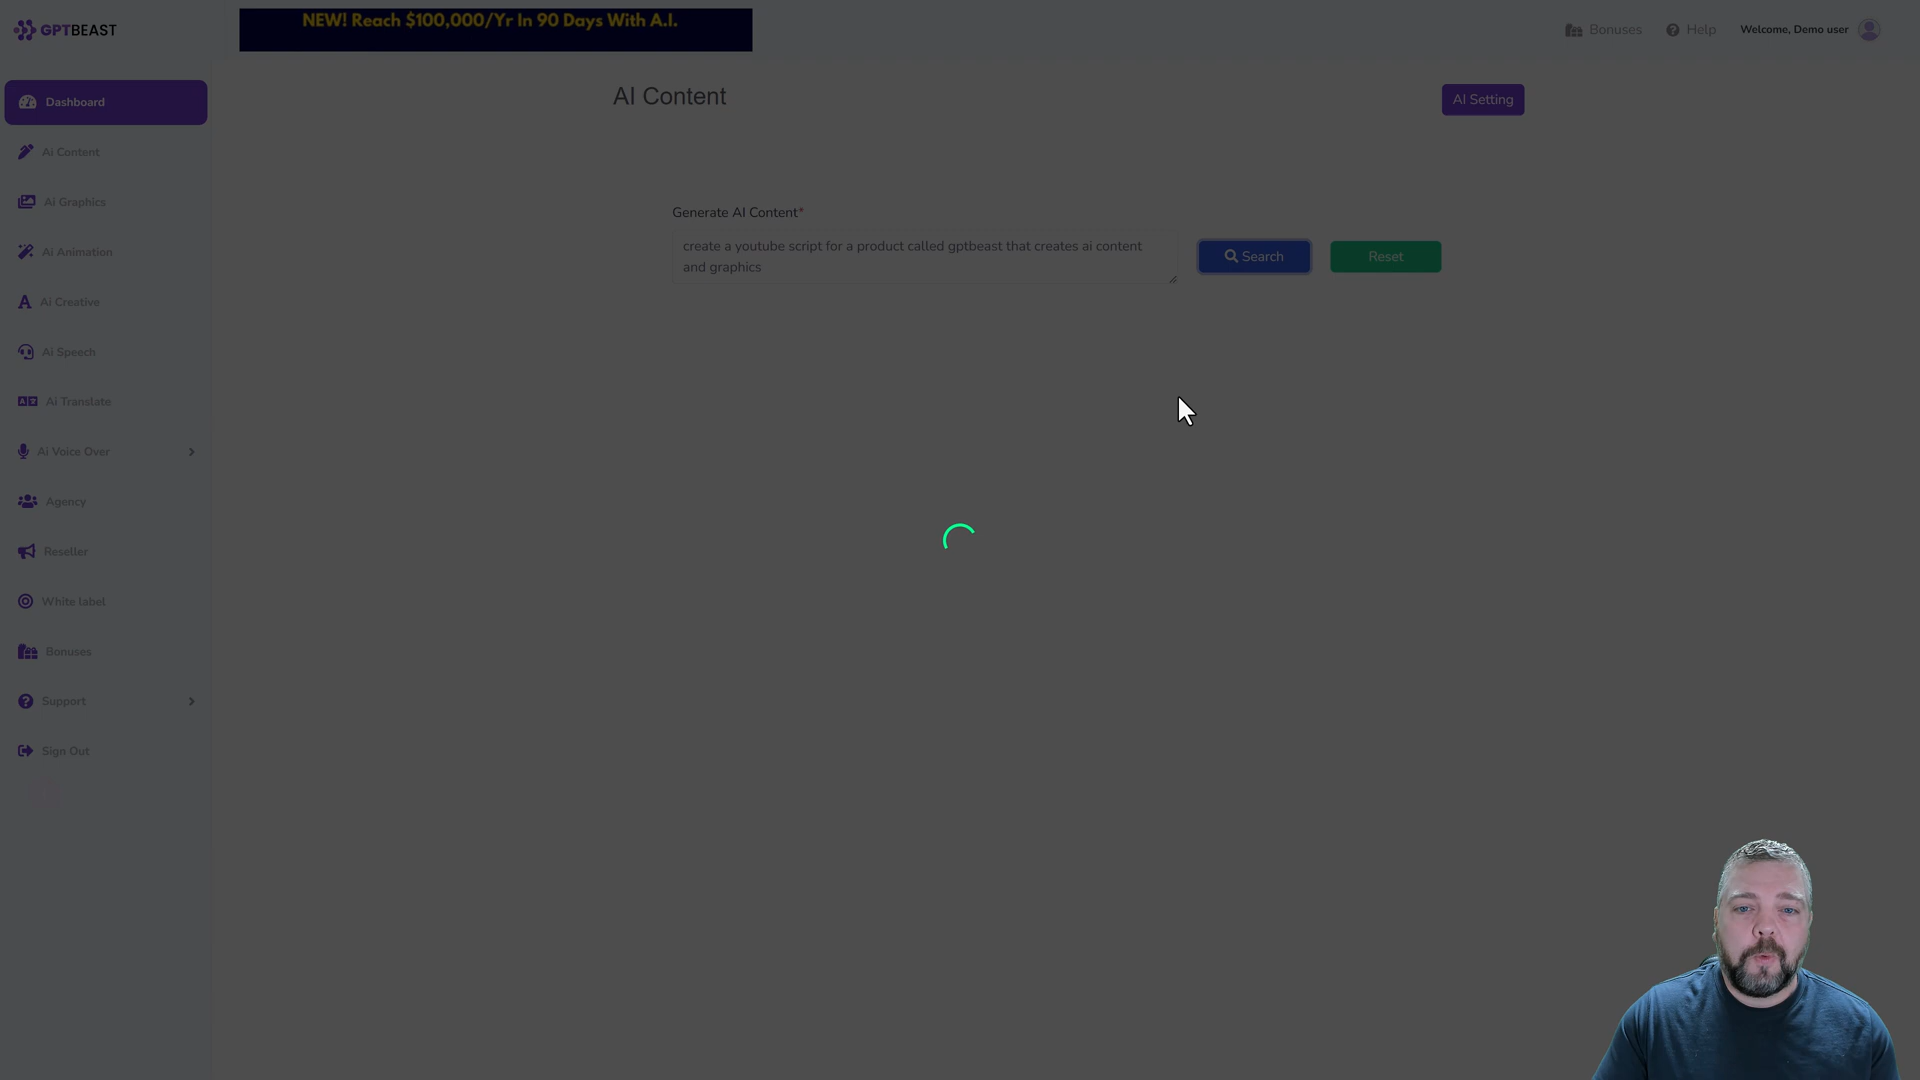 GPTBEAST
NEW! Reach $100,000/Yr In 90 Days With A.I.
Bonuses
Help
Welcome, Demo user
Dashboard
Ai Content
Ai Graphics
Ai Animation
Ai Creative
Ai Speech
Ai Translate
Ai Voice Over
Agency
Reseller
White label
Bonuses
Support
Sign Out
AI Content
AI Setting
Generate AI Content*
create a youtube script for a product called gptbeast that creates ai content
and graphics
Search
Reset